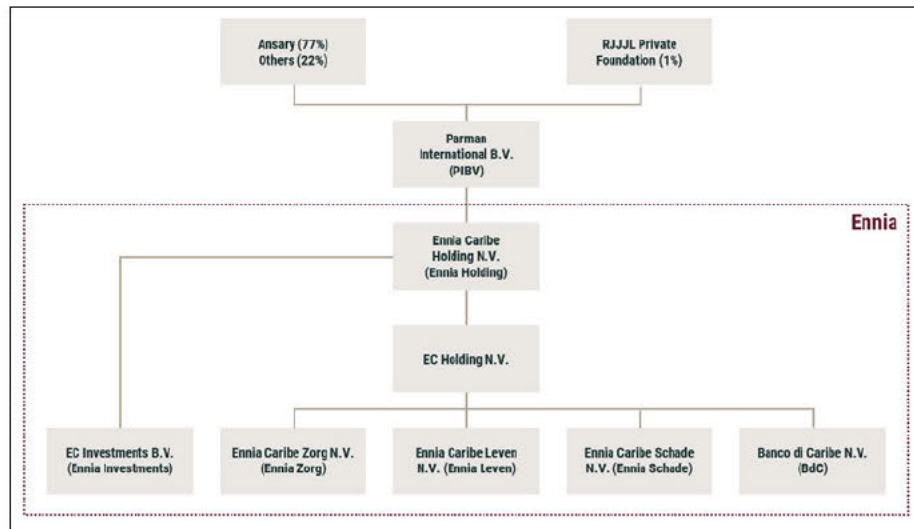 Ansary (77%)
Others (22%)
RJJJL Private
Foundation (1%)
Parman
International B.V.
(PIBV)
Ennia
Ennia Caribe
Holding N.V.
(Ennia Holding)
EC Holding N.V.
EC Investments B.V.
(Ennia Investments)
Ennia Caribe Zorg N.V.
(Ennia Zorg)
Ennia Caribe Leven
N.V. (Ennia Leven)
Ennia Caribe Schade
N.V. (Ennia Schade)
Banco di Caribe N.V.
(BdC)